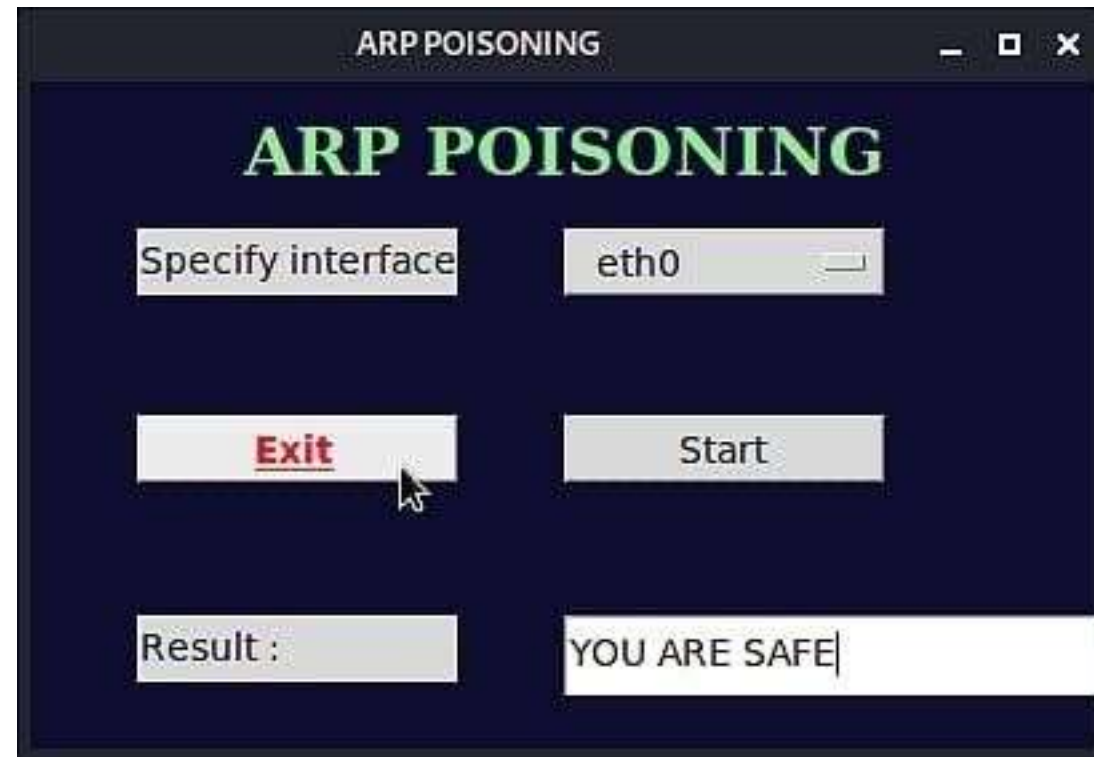 ARP POISONING
ARP POISONING
Specify interface
eth0
Exit
Start
Result :
YOU ARE SAFE